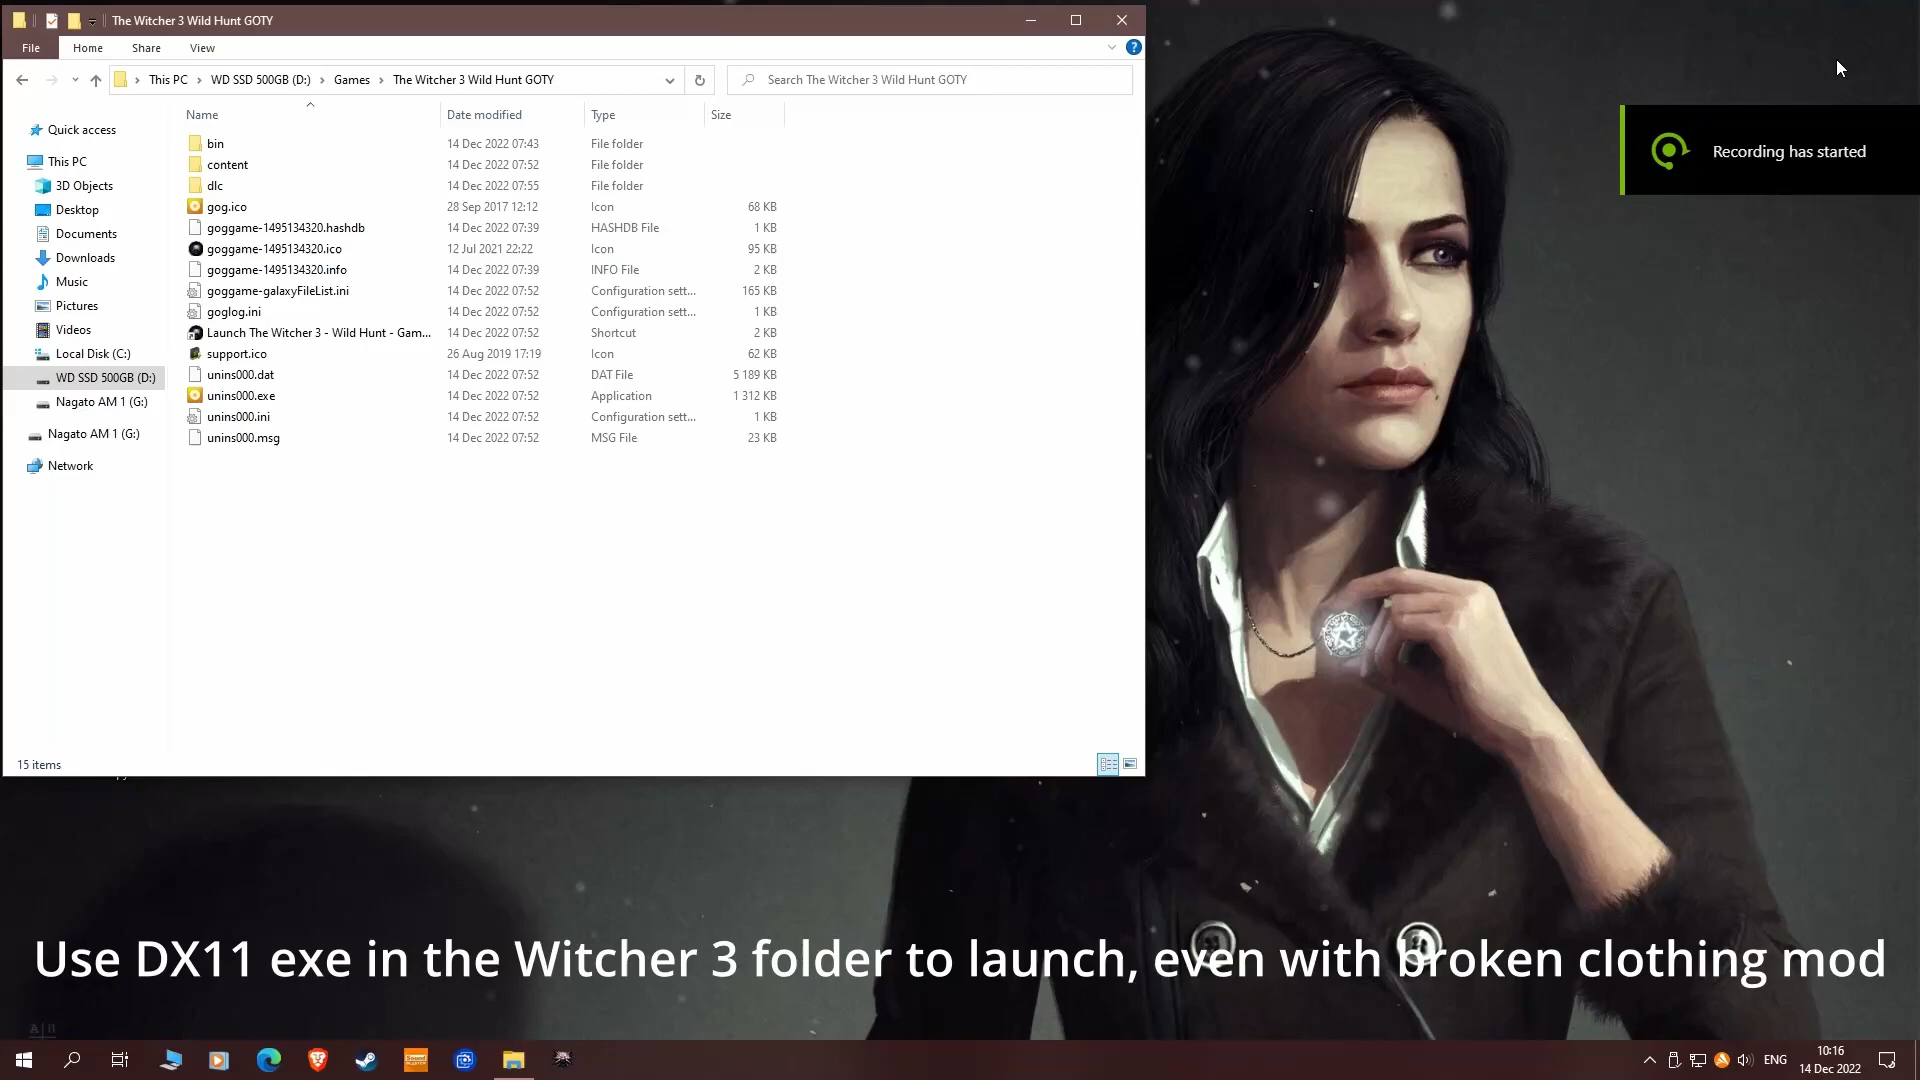 The Witcher 3 Wild Hunt GOTY
File Home Share View
This PC WD SSD 500GB (D:) Games The Witcher 3 Wild Hunt GOTY
Search The Witcher 3 Wild Hunt GOTY
Name Date modified Type Size
Quick access
This PC
3D Objects
Desktop
Documents
Downloads
Music
Pictures
Videos
Local Disk (C:)
WD SSD 500GB (D:)
Nagato AM 1 (G:)
Nagato AM 1 (G:)
Network
bin 14 Dec 2022 07:43 File folder
content 14 Dec 2022 07:52 File folder
dlc 14 Dec 2022 07:55 File folder
gog.ico 28 Sep 2017 12:12 Icon 68 KB
goggame-1495134320.hashdb 14 Dec 2022 07:39 HASHDB File 1 KB
goggame-1495134320.ico 12 Jul 2021 22:22 Icon 95 KB
goggame-1495134320.info 14 Dec 2022 07:39 INFO File 2 KB
goggame-galaxyFileList.ini 14 Dec 2022 07:52 Configuration sett... 165 KB
goglog.ini 14 Dec 2022 07:52 Configuration sett... 1 KB
Launch The Witcher 3 - Wild Hunt - Gam... 14 Dec 2022 07:52 Shortcut 2 KB
support.ico 26 Aug 2019 17:19 Icon 62 KB
unins000.dat 14 Dec 2022 07:52 DAT File 5 189 KB
unins000.exe 14 Dec 2022 07:52 Application 1 312 KB
unins000.ini 14 Dec 2022 07:52 Configuration sett... 1 KB
unins000.msg 14 Dec 2022 07:52 MSG File 23 KB
15 items
Recording has started
Use DX11 exe in the Witcher 3 folder to launch, even with broken clothing mod
ENG
10:16
14 Dec 2022